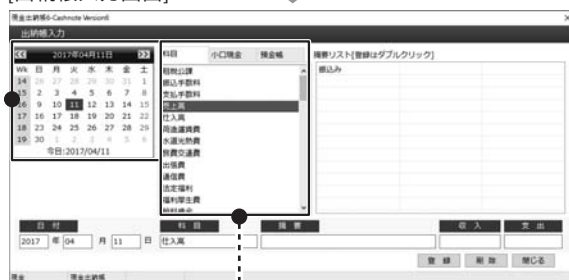 現金出納帳6-Cashnote Version6
出納帳入力
2017年04月11日
Wk 日 月 火 水 木 金 土
14 26 27 28 29 30 31 1
15 2 3 4 5 6 7 8
16 9 10 11 12 13 14 15
17 16 17 18 19 20 21 22
18 23 24 25 26 27 28 29
19 30 1 2 3 4 5 6
今日:2017/04/11
科目 小口現金 預金帳
租税公課
振込手数料
支払手数料
売上高
仕入高
荷造運賃費
水道光熱費
旅費交通費
出張費
通信費
法定福利
福利厚生費
摘要リスト[登録はダブルクリック]
振込み
日 付 科 目 摘 要 収 入 支 出
2017 年 04 月 11 日 仕入高
登 録 削 除 閉じる
現金 現金出納帳